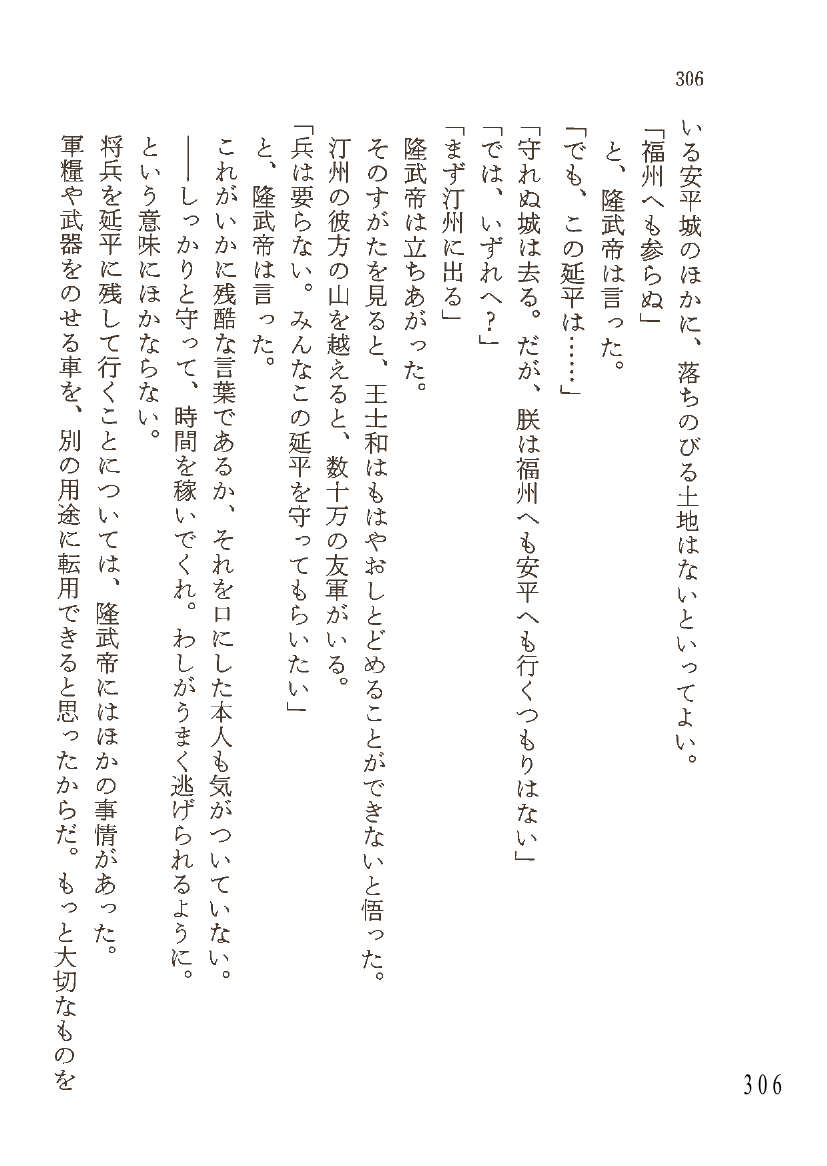 306
いる安平城のほかに、落ちのびる土地はないといってよい。
「福州へも参らぬ」
と、隆武帝は言った。
「でも、この延平は……」
「守れぬ城は去る。だが、朕は福州へも安平へも行くつもりはない」
「では、いずれへ？」
「まず汀州に出る」
隆武帝は立ちあがった。
そのすがたを見ると、王士和はもはやおしとどめることができないと悟った。
汀州の彼方の山を越えると、数十万の友軍がいる。
「兵は要らない。みんなこの延平を守ってもらいたい」
と、隆武帝は言った。
これがいかに残酷な言葉であるか、それを口にした本人も気がついていない。
──しっかりと守って、時間を稼いでくれ。わしがうまく逃げられるように。
という意味にほかならない。
将兵を延平に残して行くことについては、隆武帝にはほかの事情があった。
軍糧や武器をのせる車を、別の用途に転用できると思ったからだ。もっと大切なものを
306